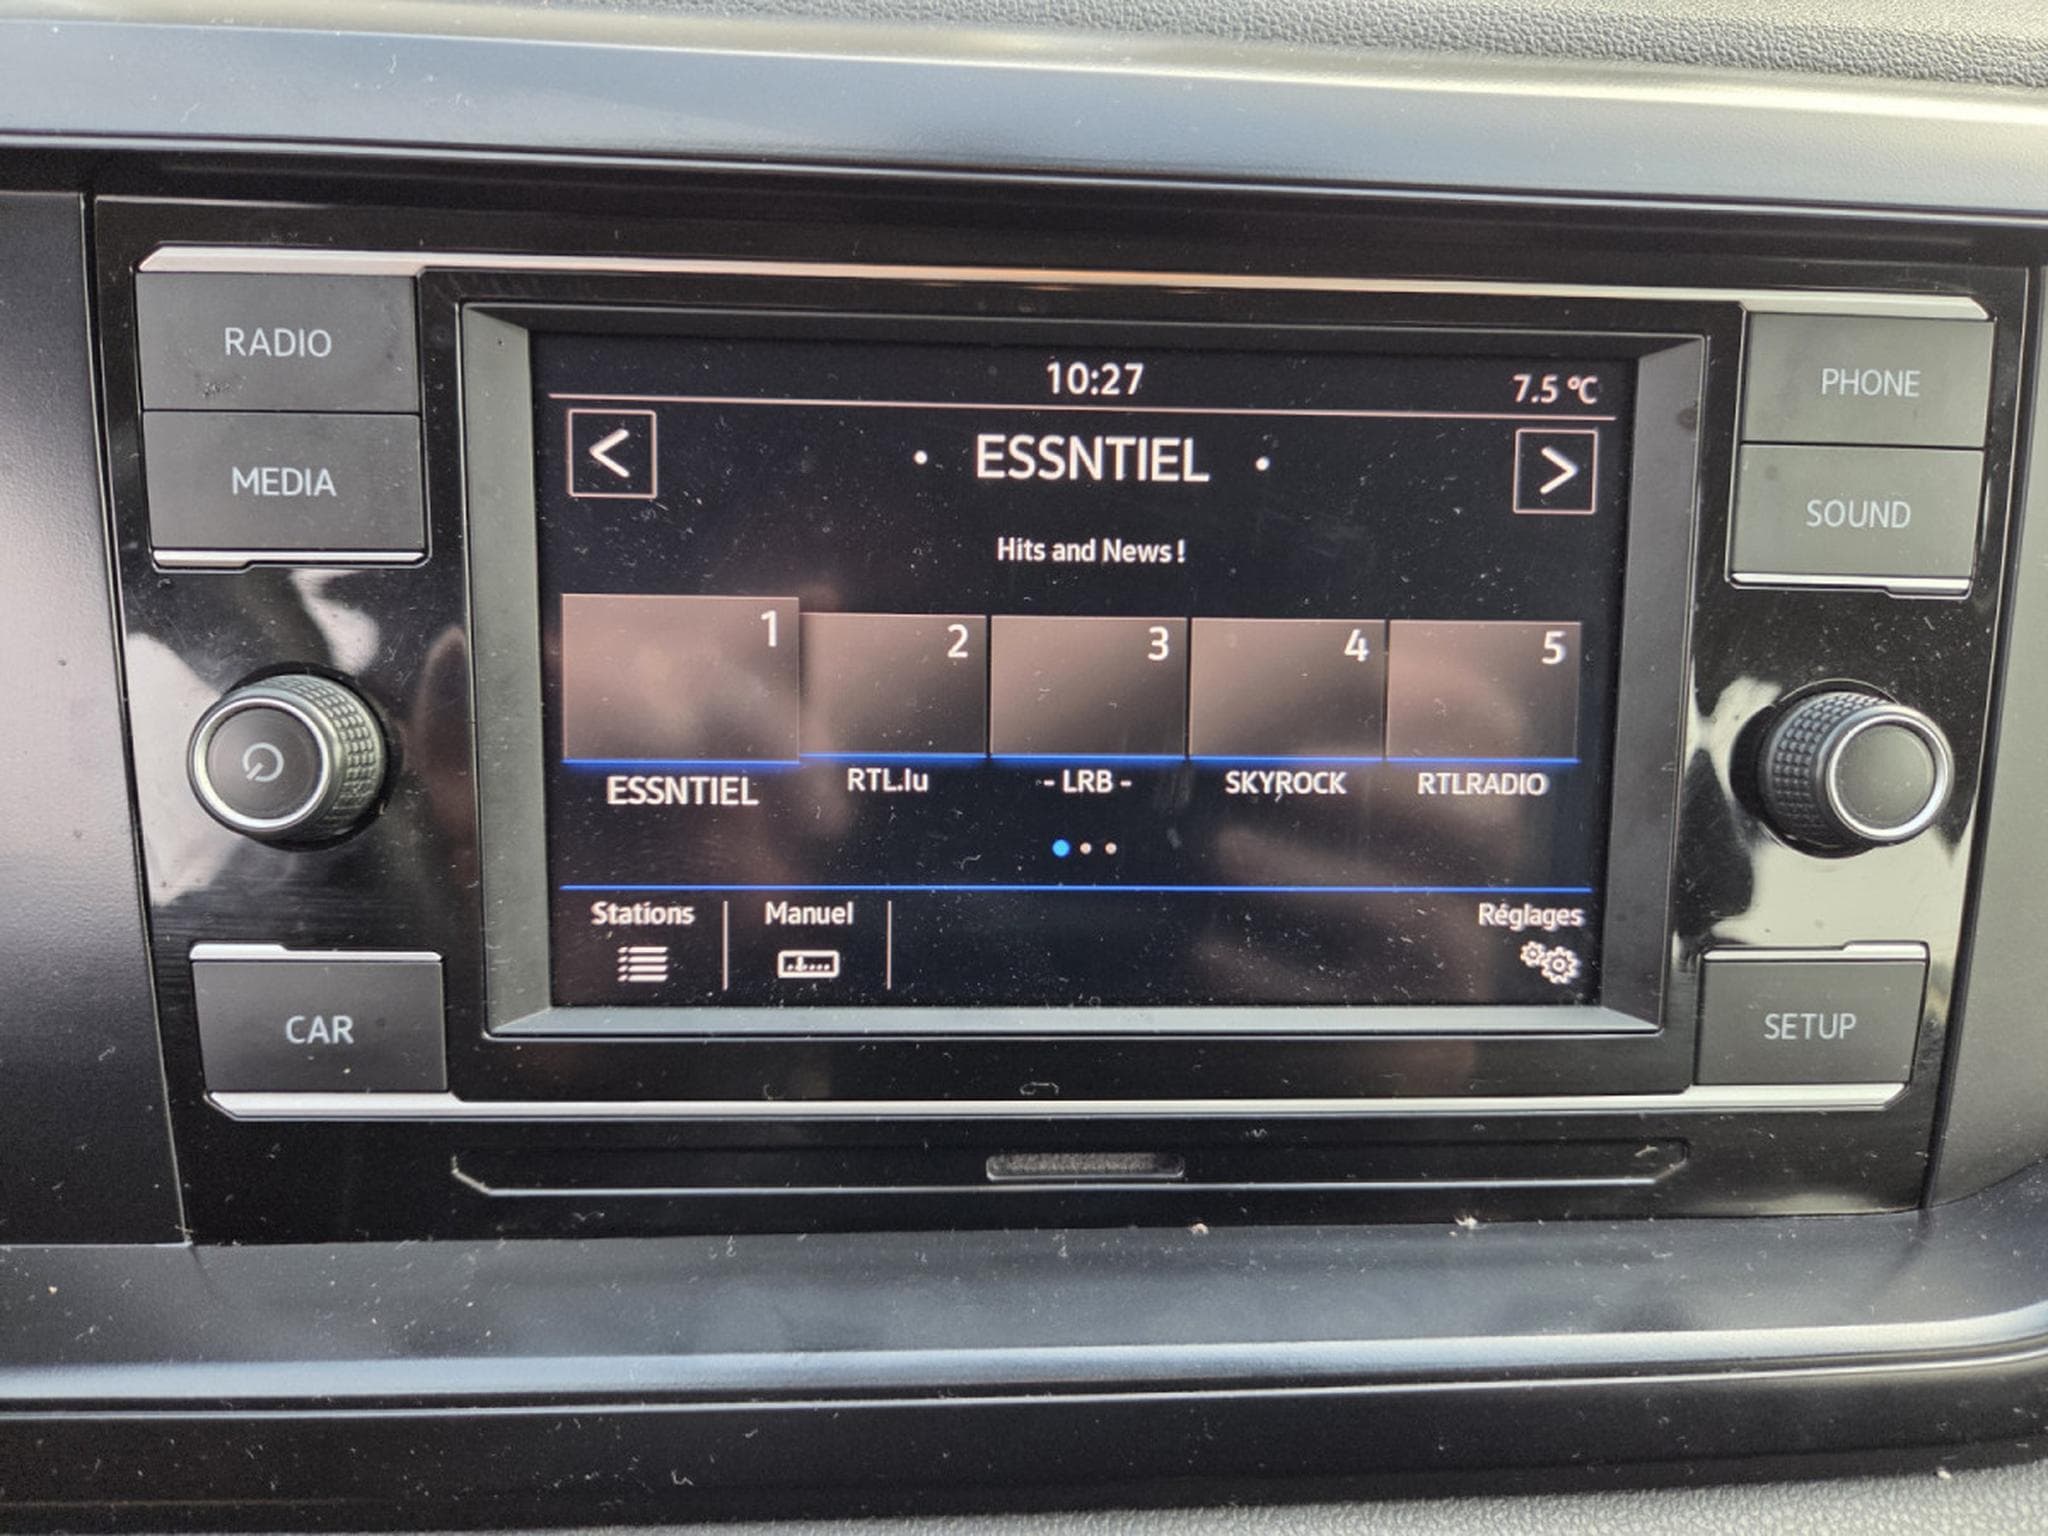 RADIO
MEDIA
CAR
10:27
7.5 °C
<
• ESSNTIEL •
>
Hits and News !
1
2
3
4
5
ESSNTIEL
RTL.lu
- LRB -
SKYROCK
RTLRADIO
Stations
Manuel
Réglages
PHONE
SOUND
SETUP